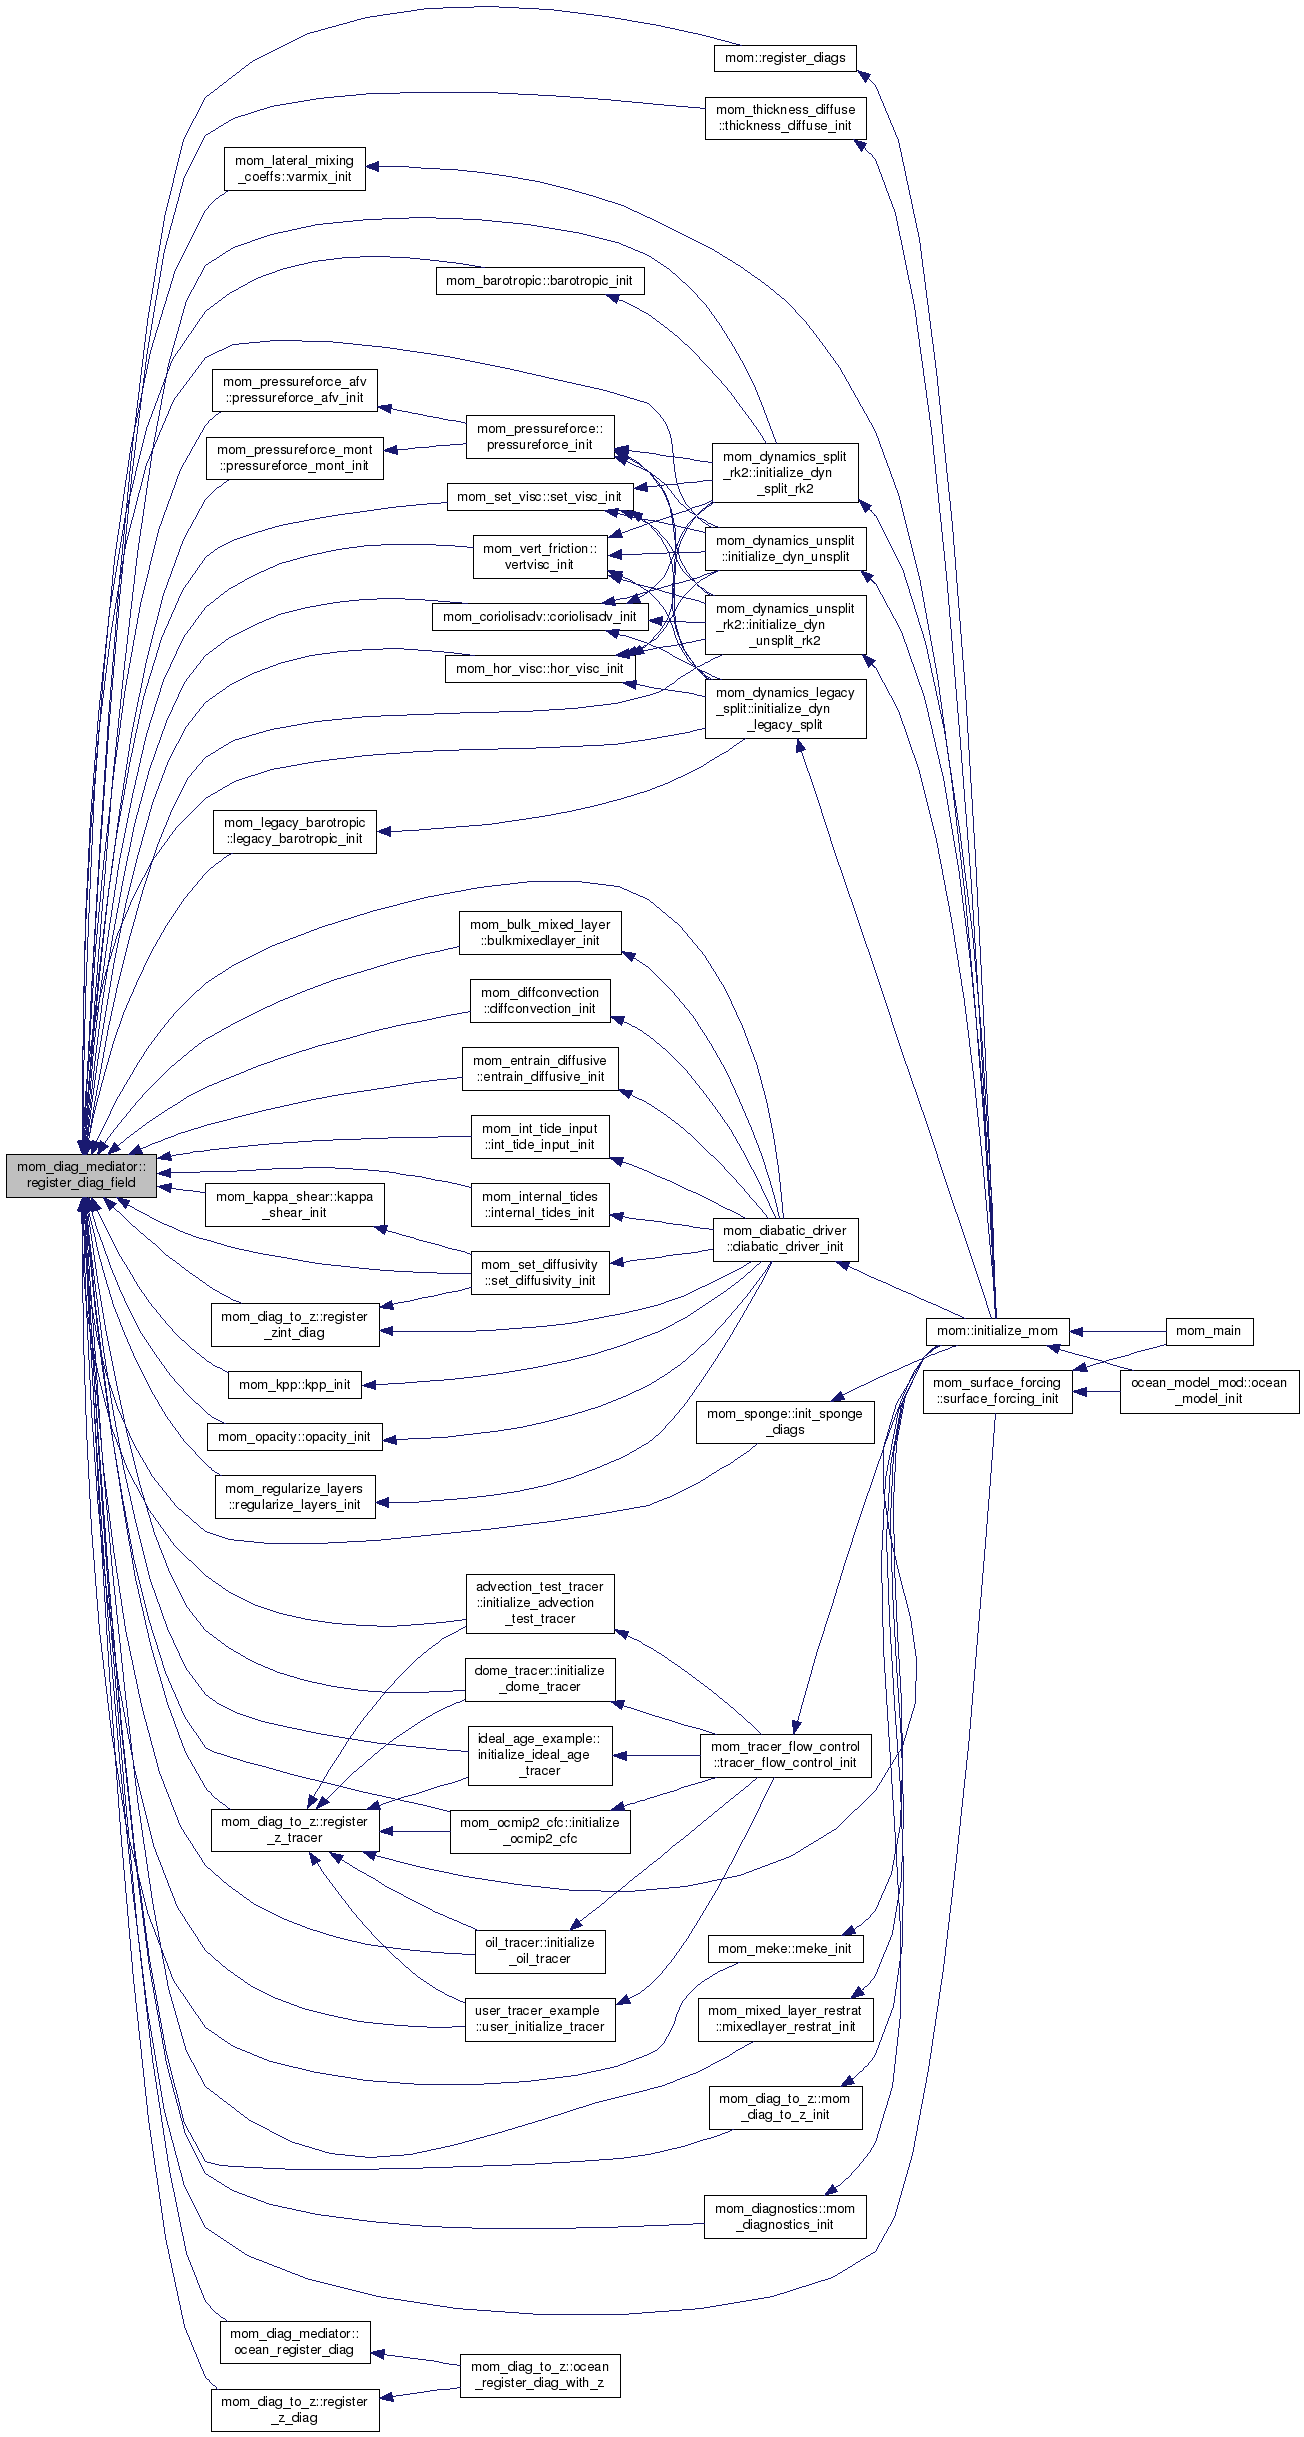 mom::register_diags
mom_thickness_diffuse
::thickness_diffuse_init
mom_lateral_mixing
_coeffs::varmix_init
mom_barotropic::barotropic_init
mom_pressureforce_afv
::pressureforce_afv_init
mom_pressureforce::
pressureforce_init
mom_pressureforce_mont
::pressureforce_mont_init
mom_dynamics_split
_rk2::initialize_dyn
_split_rk2
mom_set_visc::set_visc_init
mom_dynamics_unsplit
::initialize_dyn_unsplit
mom_vert_friction::
vertvisc_init
mom_dynamics_unsplit
_rk2::initialize_dyn
_unsplit_rk2
mom_coriolisadv::coriolisadv_init
mom_hor_visc::hor_visc_init
mom_dynamics_legacy
_split::initialize_dyn
_legacy_split
mom_legacy_barotropic
::legacy_barotropic_init
mom_bulk_mixed_layer
::bulkmixedlayer_init
mom_diffconvection
::diffconvection_init
mom_entrain_diffusive
::entrain_diffusive_init
mom_int_tide_input
::int_tide_input_init
mom_diag_mediator::
register_diag_field
mom_kappa_shear::kappa
_shear_init
mom_internal_tides
::internal_tides_init
mom_diabatic_driver
::diabatic_driver_init
mom_set_diffusivity
::set_diffusivity_init
mom_diag_to_z::register
_zint_diag
mom::initialize_mom
mom_main
mom_kpp::kpp_init
mom_surface_forcing
::surface_forcing_init
ocean_model_mod::ocean
_model_init
mom_sponge::init_sponge
_diags
mom_opacity::opacity_init
mom_regularize_layers
::regularize_layers_init
advection_test_tracer
::initialize_advection
_test_tracer
dome_tracer::initialize
_dome_tracer
ideal_age_example::
initialize_ideal_age
_tracer
mom_tracer_flow_control
::tracer_flow_control_init
mom_diag_to_z::register
_z_tracer
mom_ocmip2_cfc::initialize
_ocmip2_cfc
oil_tracer::initialize
_oil_tracer
mom_meke::meke_init
user_tracer_example
::user_initialize_tracer
mom_mixed_layer_restrat
::mixedlayer_restrat_init
mom_diag_to_z::mom
_diag_to_z_init
mom_diagnostics::mom
_diagnostics_init
mom_diag_mediator::
ocean_register_diag
mom_diag_to_z::ocean
_register_diag_with_z
mom_diag_to_z::register
_z_diag